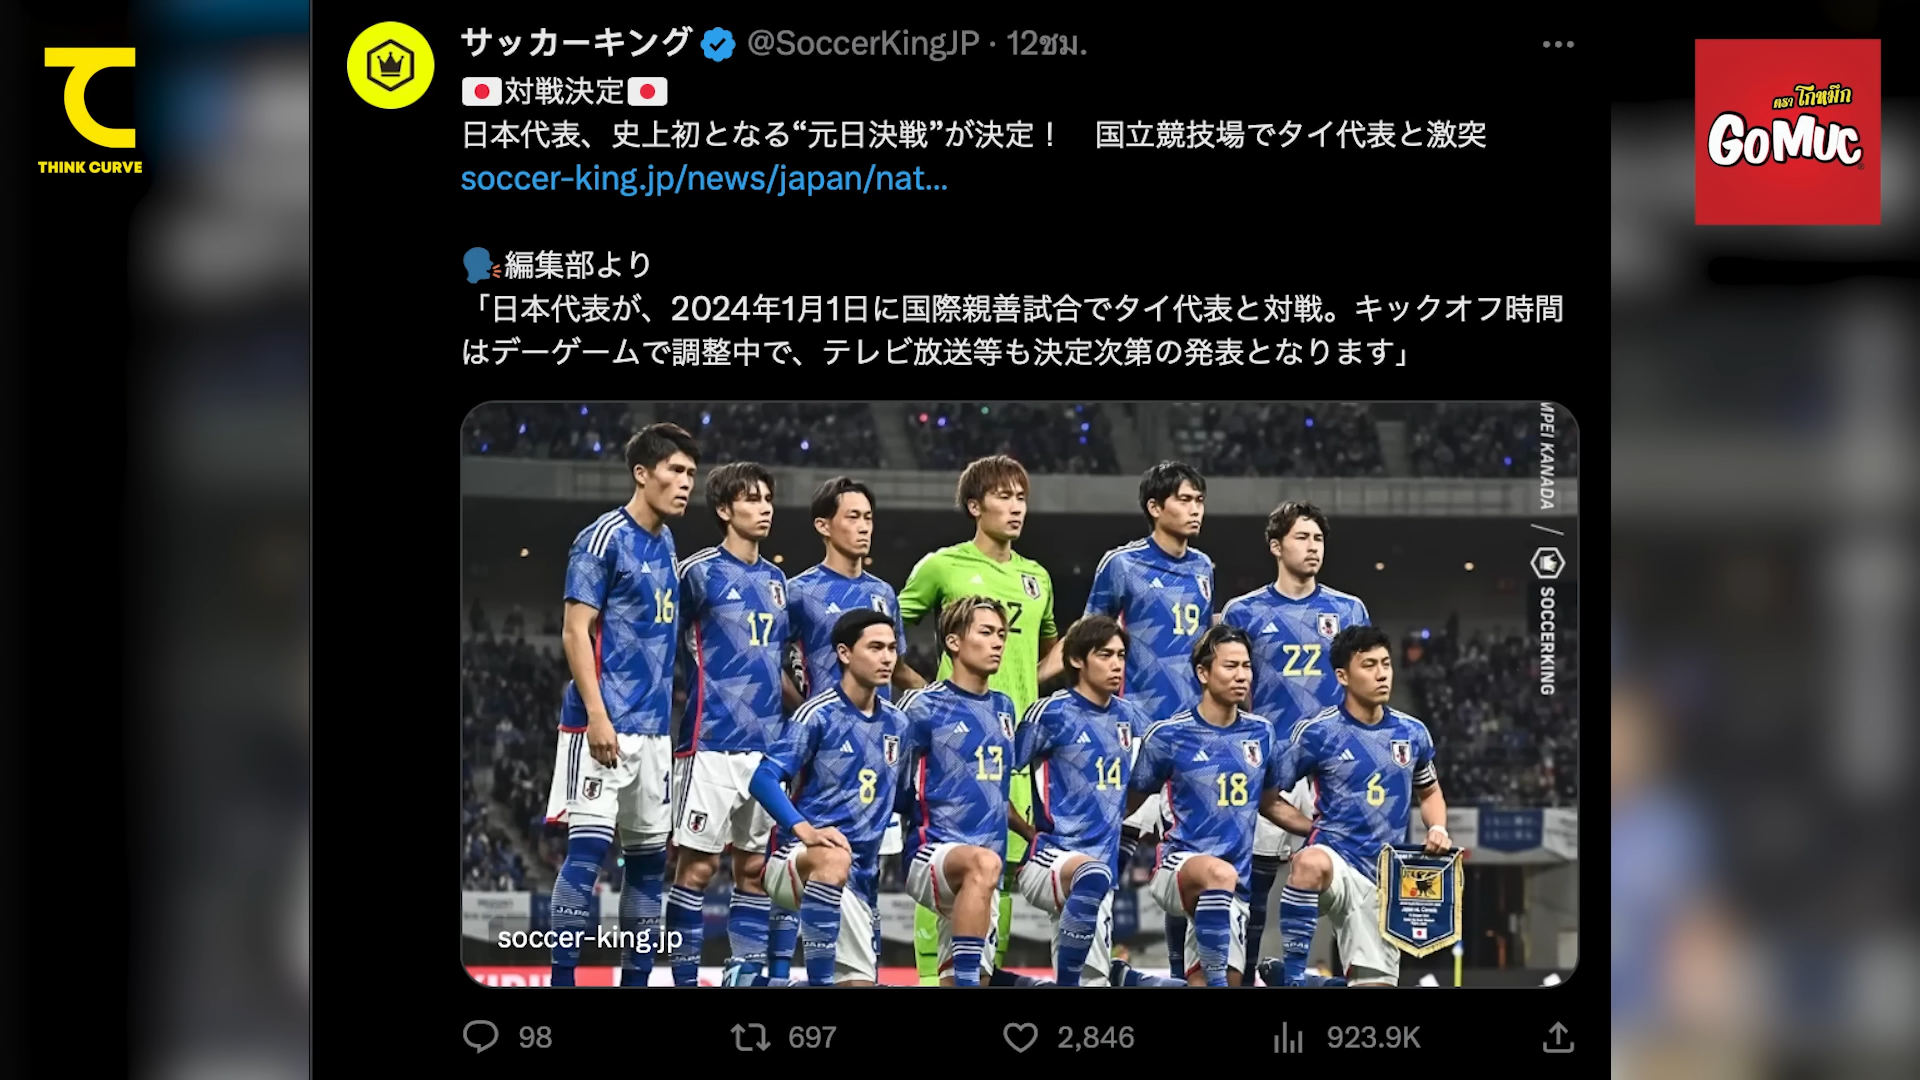 THINK CURVE
ตรา โก๋หมึก
GOMUC
サッカーキング @SoccerKingJP · 12ชม.
🇯🇵対戦決定🇯🇵
日本代表、史上初となる“元日決戦”が決定！　国立競技場でタイ代表と激突
soccer-king.jp/news/japan/nat...
🗣️編集部より
「日本代表が、2024年1月1日に国際親善試合でタイ代表と対戦。キックオフ時間
はデーゲームで調整中で、テレビ放送等も決定次第の発表となります」
MPEI KANADA / SOCCERKING
16
17
19
22
8
13
14
18
6
soccer-king.jp
98
697
2,846
923.9K